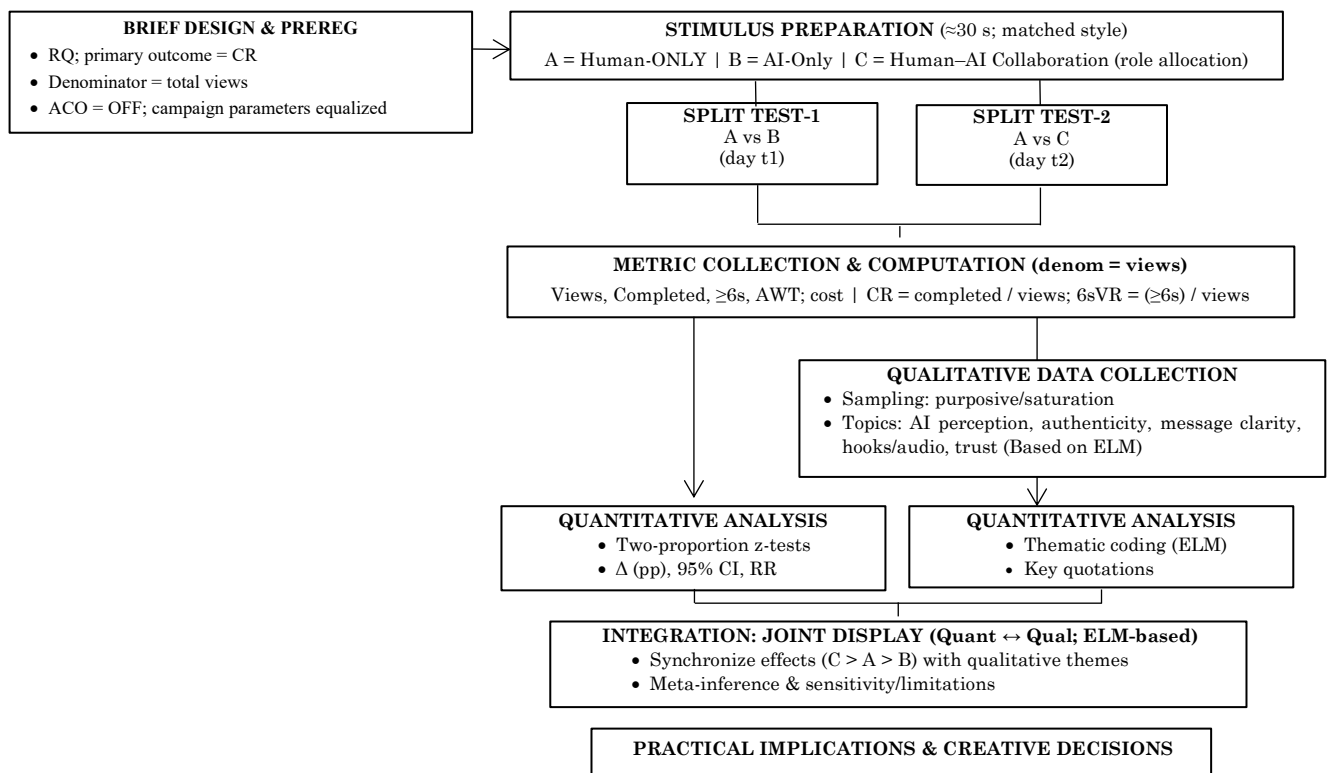 BRIEF DESIGN & PREREG
• RQ; primary outcome = CR
• Denominator = total views
• ACO = OFF; campaign parameters equalized
STIMULUS PREPARATION (≈30 s; matched style)
A = Human-ONLY | B = AI-Only | C = Human–AI Collaboration (role allocation)
SPLIT TEST-1
A vs B
(day t1)
SPLIT TEST-2
A vs C
(day t2)
METRIC COLLECTION & COMPUTATION (denom = views)
Views, Completed, ≥6s, AWT; cost | CR = completed / views; 6sVR = (≥6s) / views
QUALITATIVE DATA COLLECTION
• Sampling: purposive/saturation
• Topics: AI perception, authenticity, message clarity,
hooks/audio, trust (Based on ELM)
QUANTITATIVE ANALYSIS
• Two-proportion z-tests
• Δ (pp), 95% CI, RR
QUANTITATIVE ANALYSIS
• Thematic coding (ELM)
• Key quotations
INTEGRATION: JOINT DISPLAY (Quant ↔ Qual; ELM-based)
• Synchronize effects (C > A > B) with qualitative themes
• Meta-inference & sensitivity/limitations
PRACTICAL IMPLICATIONS & CREATIVE DECISIONS